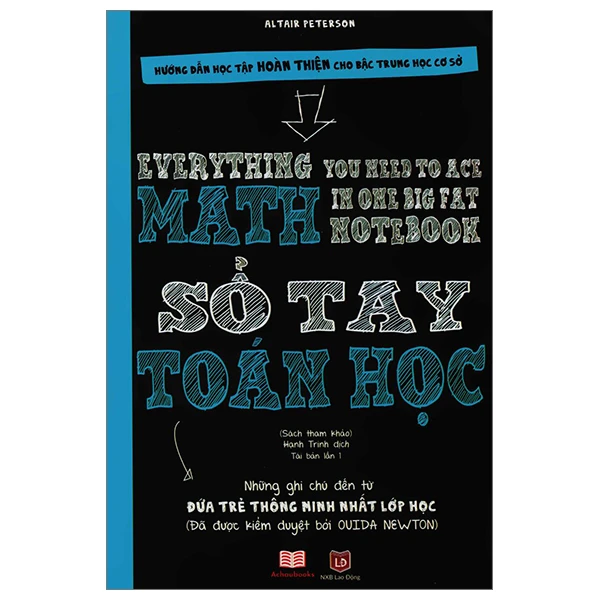 ALTAIR PETERSON
HƯỚNG DẪN HỌC TẬP HOÀN THIỆN CHO BẬC TRUNG HỌC CƠ SỞ
EVERYTHING YOU NEED TO ACE
MATH IN ONE BIG FAT
NOTEBOOK
SỔ TAY
TOÁN HỌC
(Sách tham khảo)
Hạnh Trinh dịch
Tái bản lần 1
Những ghi chú đến từ
ĐỨA TRẺ THÔNG MINH NHẤT LỚP HỌC
(Đã được kiểm duyệt bởi OUIDA NEWTON)
Achaubooks
LĐ
NXB Lao Động